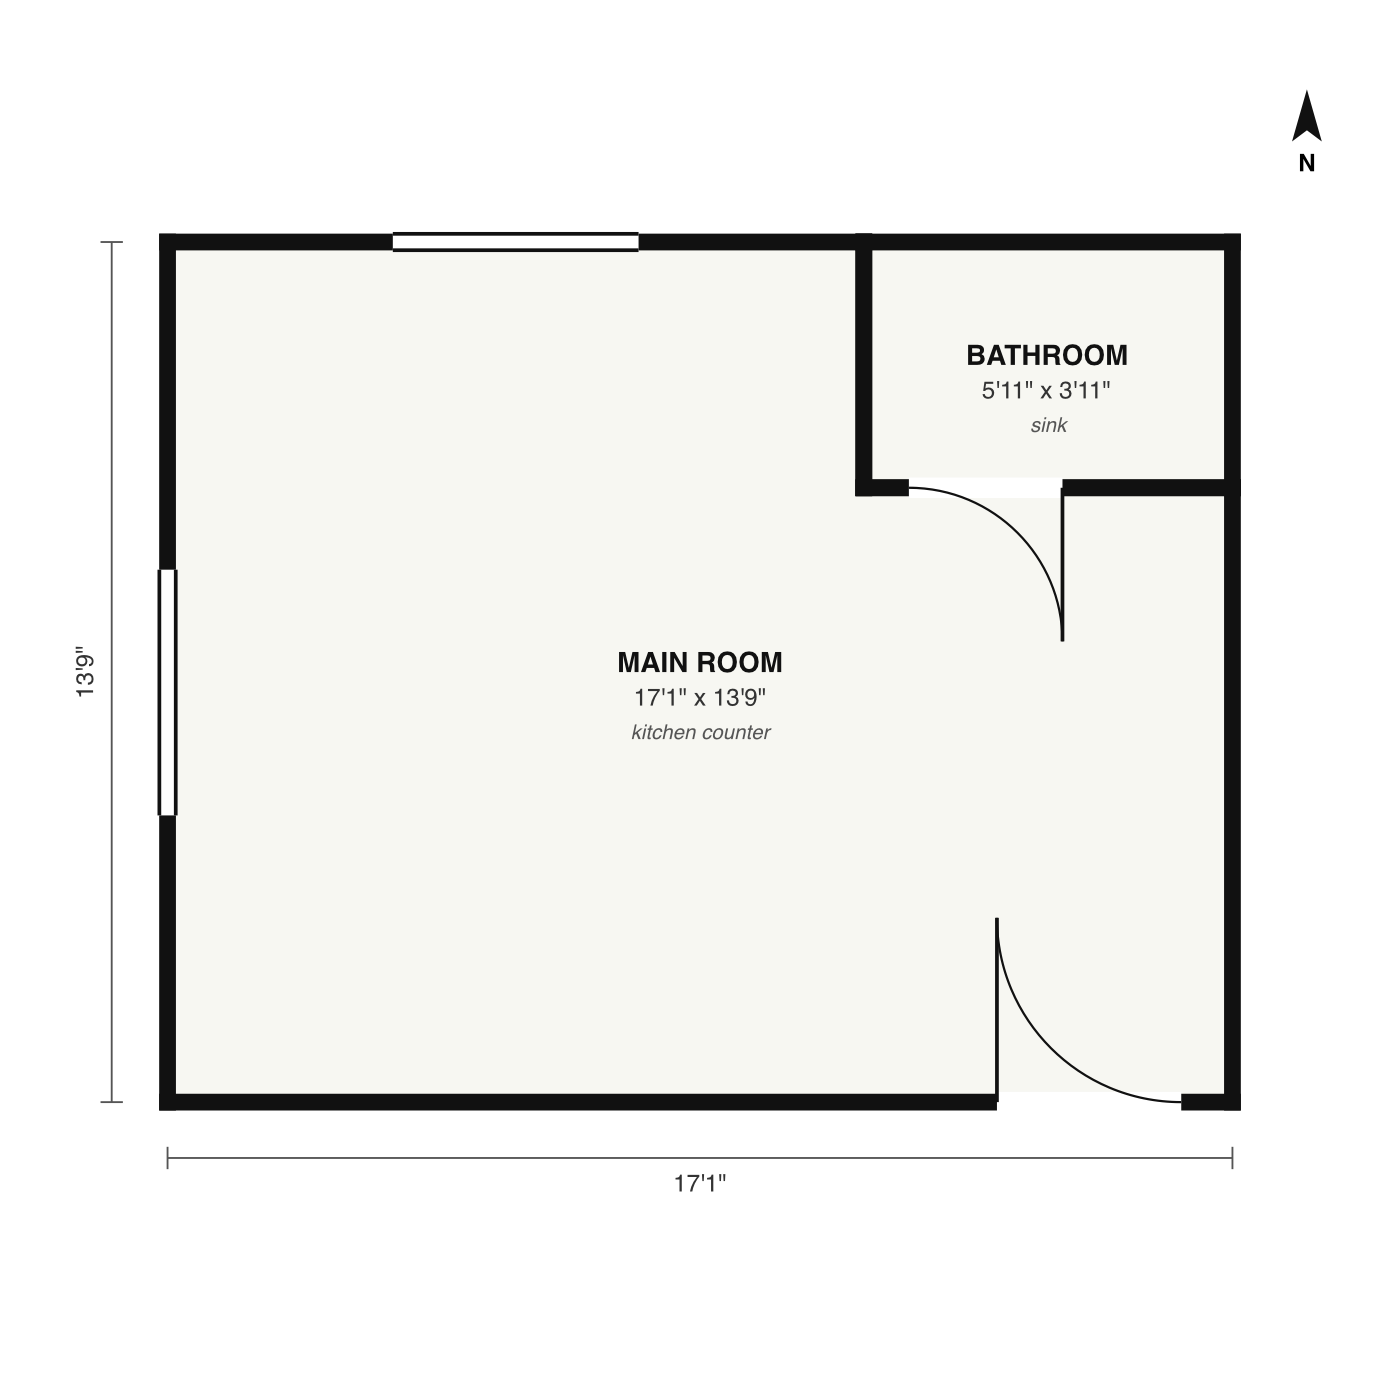 N
BATHROOM
5'11" x 3'11"
sink
13'9"
MAIN ROOM
17'1" x 13'9"
kitchen counter
17'1"